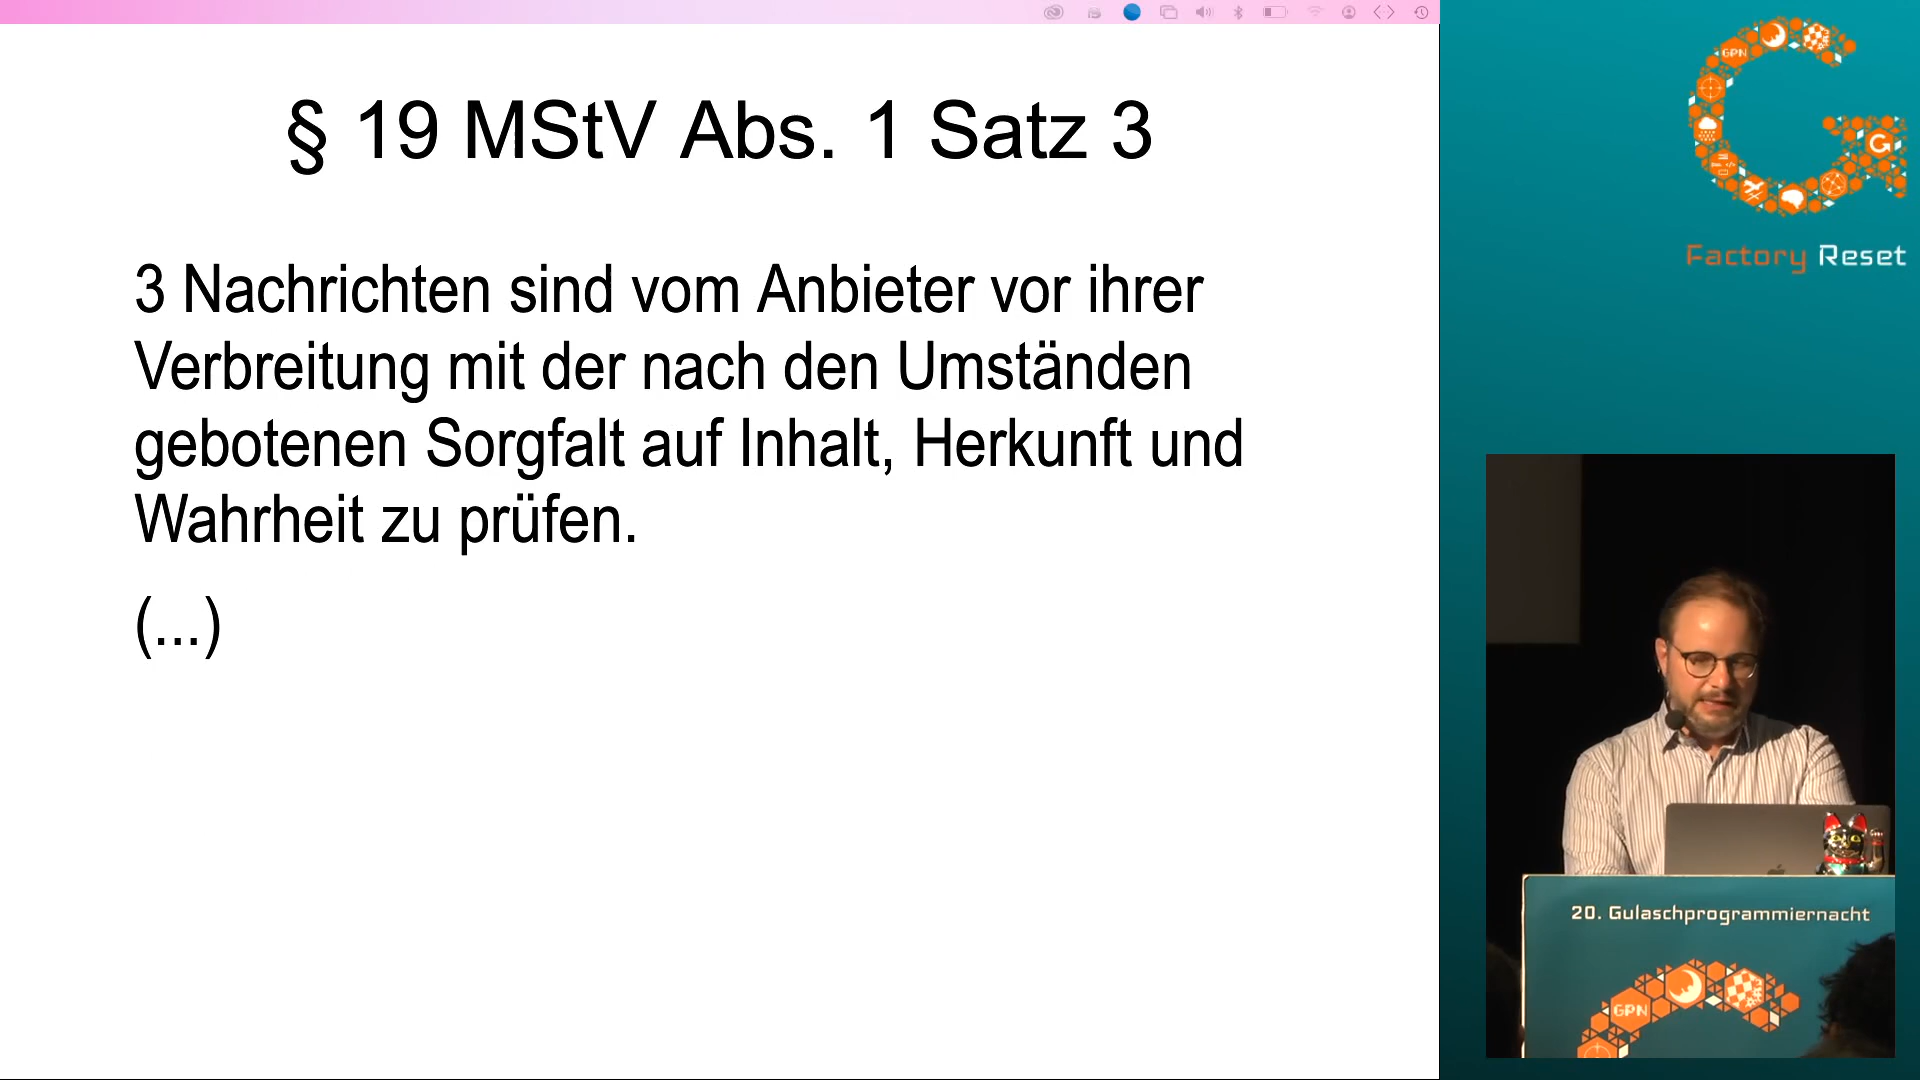 § 19 MStV Abs. 1 Satz 3
3 Nachrichten sind vom Anbieter vor ihrer
Verbreitung mit der nach den Umständen
gebotenen Sorgfalt auf Inhalt, Herkunft und
Wahrheit zu prüfen.
(...)
GPN
Factory Reset
20. Gulaschprogrammiernacht
GPN